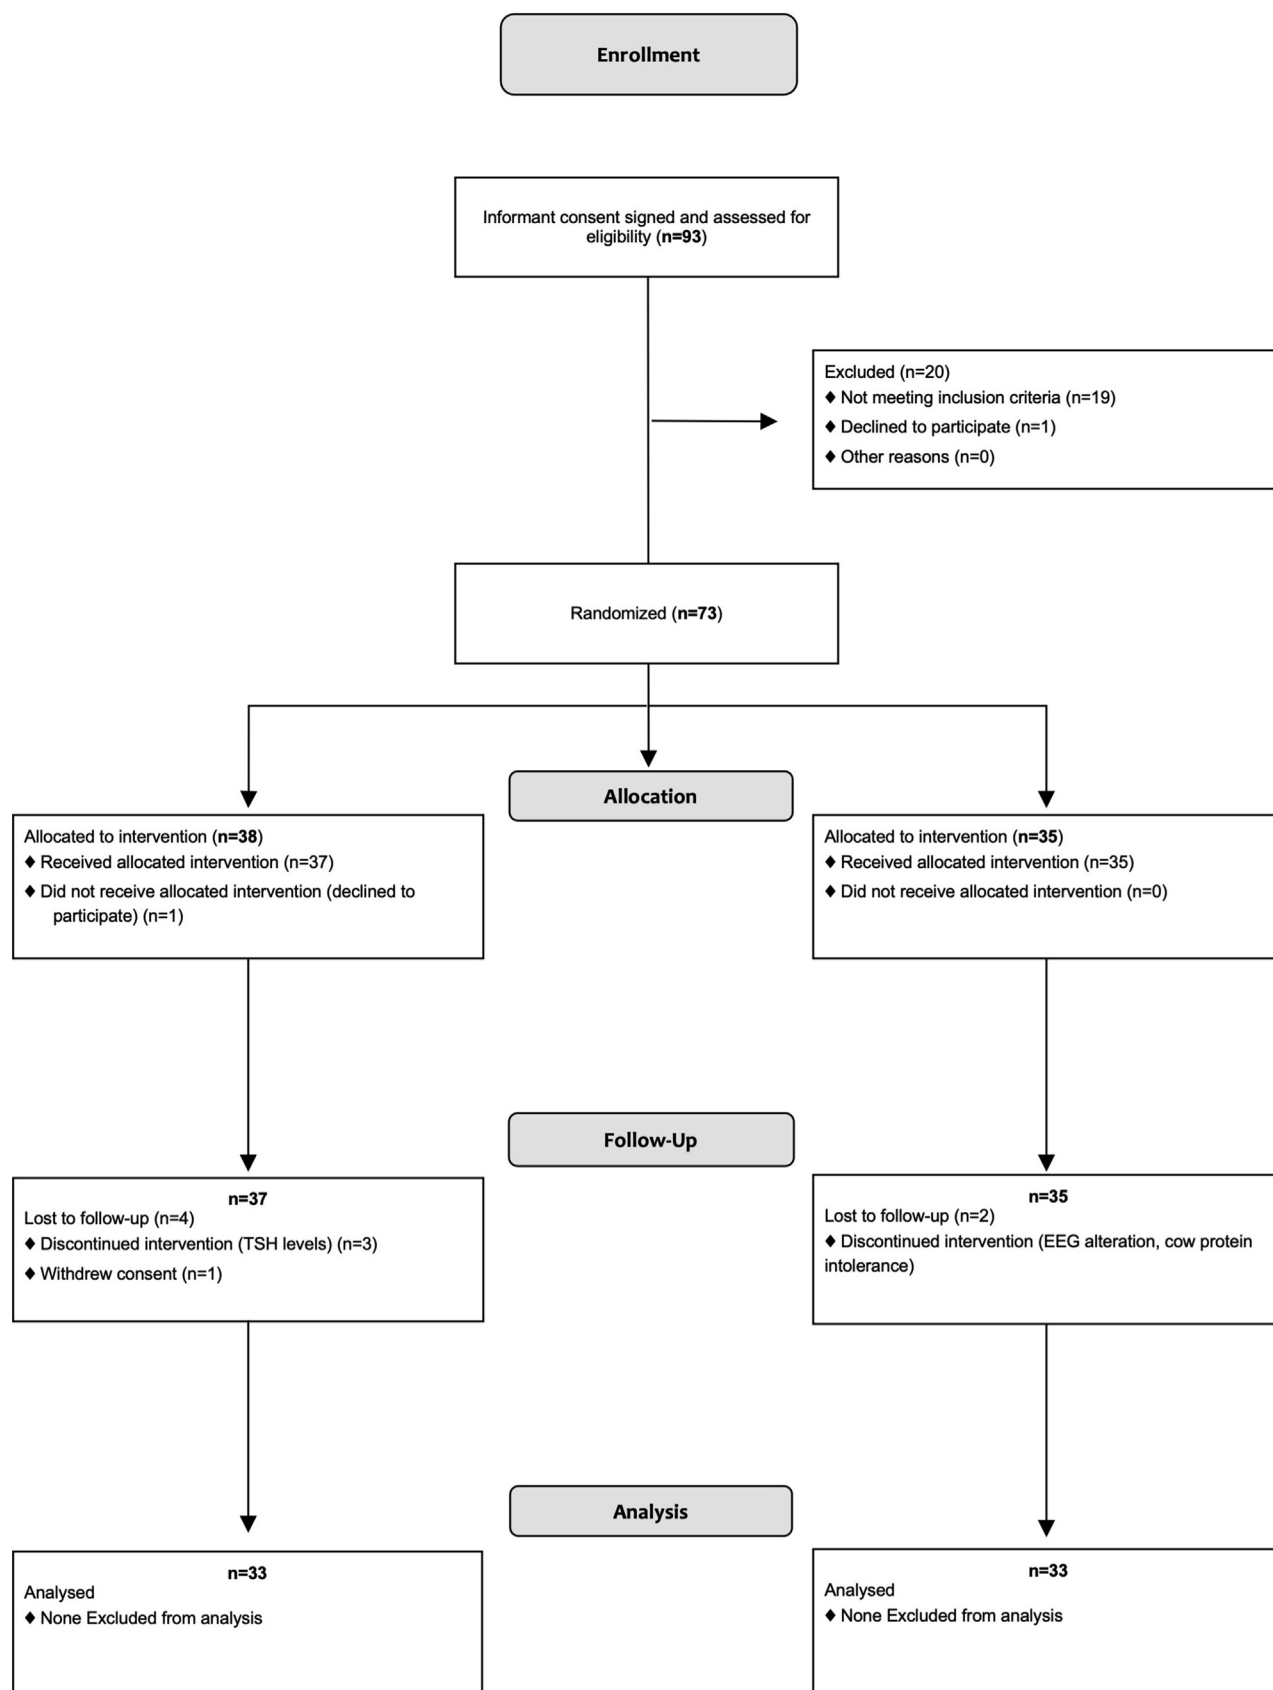 Enrollment
Informant consent signed and assessed for
eligibility (n=93)
Excluded (n=20)
♦ Not meeting inclusion criteria (n=19)
♦ Declined to participate (n=1)
♦ Other reasons (n=0)
Randomized (n=73)
Allocation
Allocated to intervention (n=38)
♦ Received allocated intervention (n=37)
♦ Did not receive allocated intervention (declined to
participate) (n=1)
Allocated to intervention (n=35)
♦ Received allocated intervention (n=35)
♦ Did not receive allocated intervention (n=0)
Follow-Up
n=37
Lost to follow-up (n=4)
♦ Discontinued intervention (TSH levels) (n=3)
♦ Withdrew consent (n=1)
n=35
Lost to follow-up (n=2)
♦ Discontinued intervention (EEG alteration, cow protein
intolerance)
Analysis
n=33
Analysed
♦ None Excluded from analysis
n=33
Analysed
♦ None Excluded from analysis